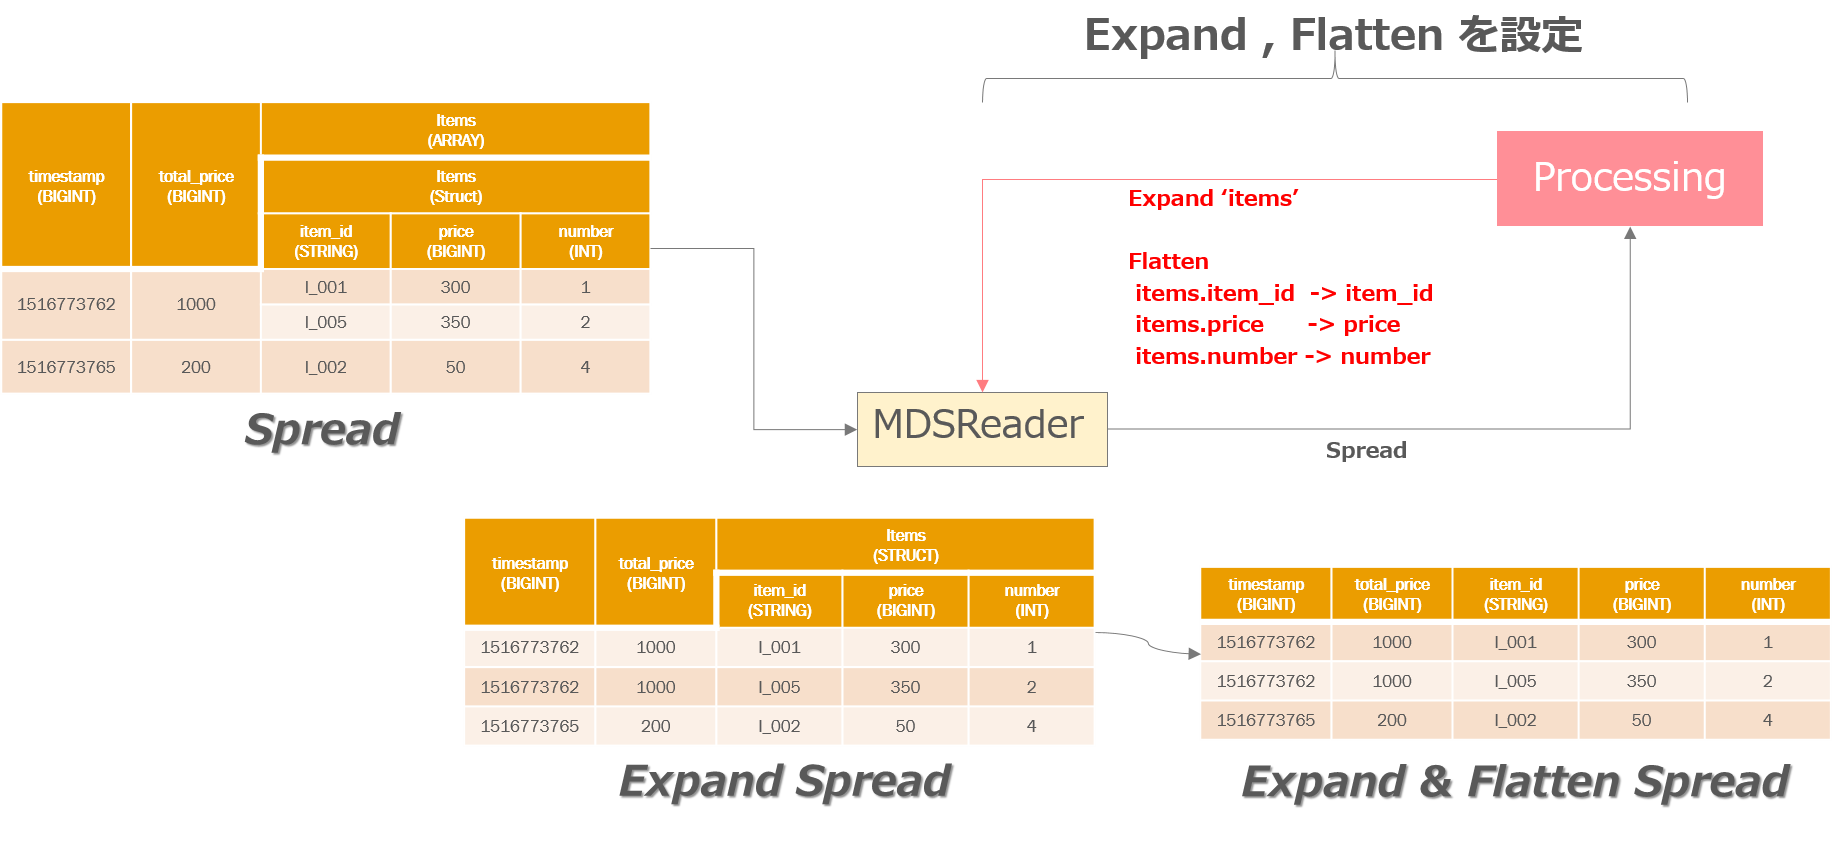 Expand , Flatten を設定
Items
(ARRAY)
timestamp
(BIGINT)
total_price
(BIGINT)
Items
(Struct)
item_id
(STRING)
price
(BIGINT)
number
(INT)
1516773762 1000 I_001 300 1
I_005 350 2
1516773765 200 I_002 50 4
Spread
Processing
Expand ‘items’
Flatten
items.item_id -> item_id
items.price -> price
items.number -> number
MDSReader
Spread
timestamp
(BIGINT)
total_price
(BIGINT)
Items
(STRUCT)
item_id
(STRING)
price
(BIGINT)
number
(INT)
1516773762 1000 I_001 300 1
1516773762 1000 I_005 350 2
1516773765 200 I_002 50 4
Expand Spread
timestamp
(BIGINT)
total_price
(BIGINT)
item_id
(STRING)
price
(BIGINT)
number
(INT)
1516773762 1000 I_001 300 1
1516773762 1000 I_005 350 2
1516773765 200 I_002 50 4
Expand & Flatten Spread